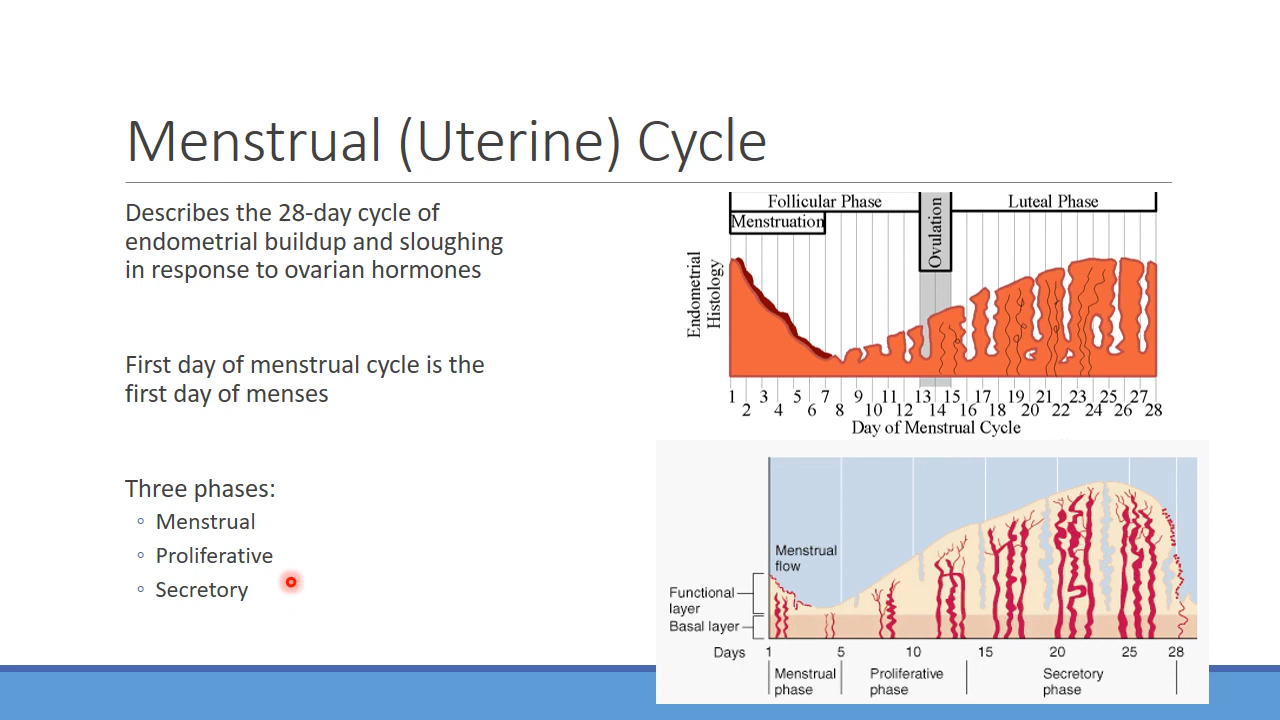 Menstrual (Uterine) Cycle
Describes the 28-day cycle of
endometrial buildup and sloughing
in response to ovarian hormones
First day of menstrual cycle is the
first day of menses
Three phases:
◦ Menstrual
◦ Proliferative
◦ Secretory
Follicular Phase
Luteal Phase
Menstruation
Ovulation
Endometrial
Histology
1 3 5 7 9 11 13 15 17 19 21 23 25 27
2 4 6 8 10 12 14 16 18 20 22 24 26 28
Day of Menstrual Cycle
Menstrual
flow
Functional
layer
Basal layer
Days 1 5 10 15 20 25 28
Menstrual
phase
Proliferative
phase
Secretory
phase